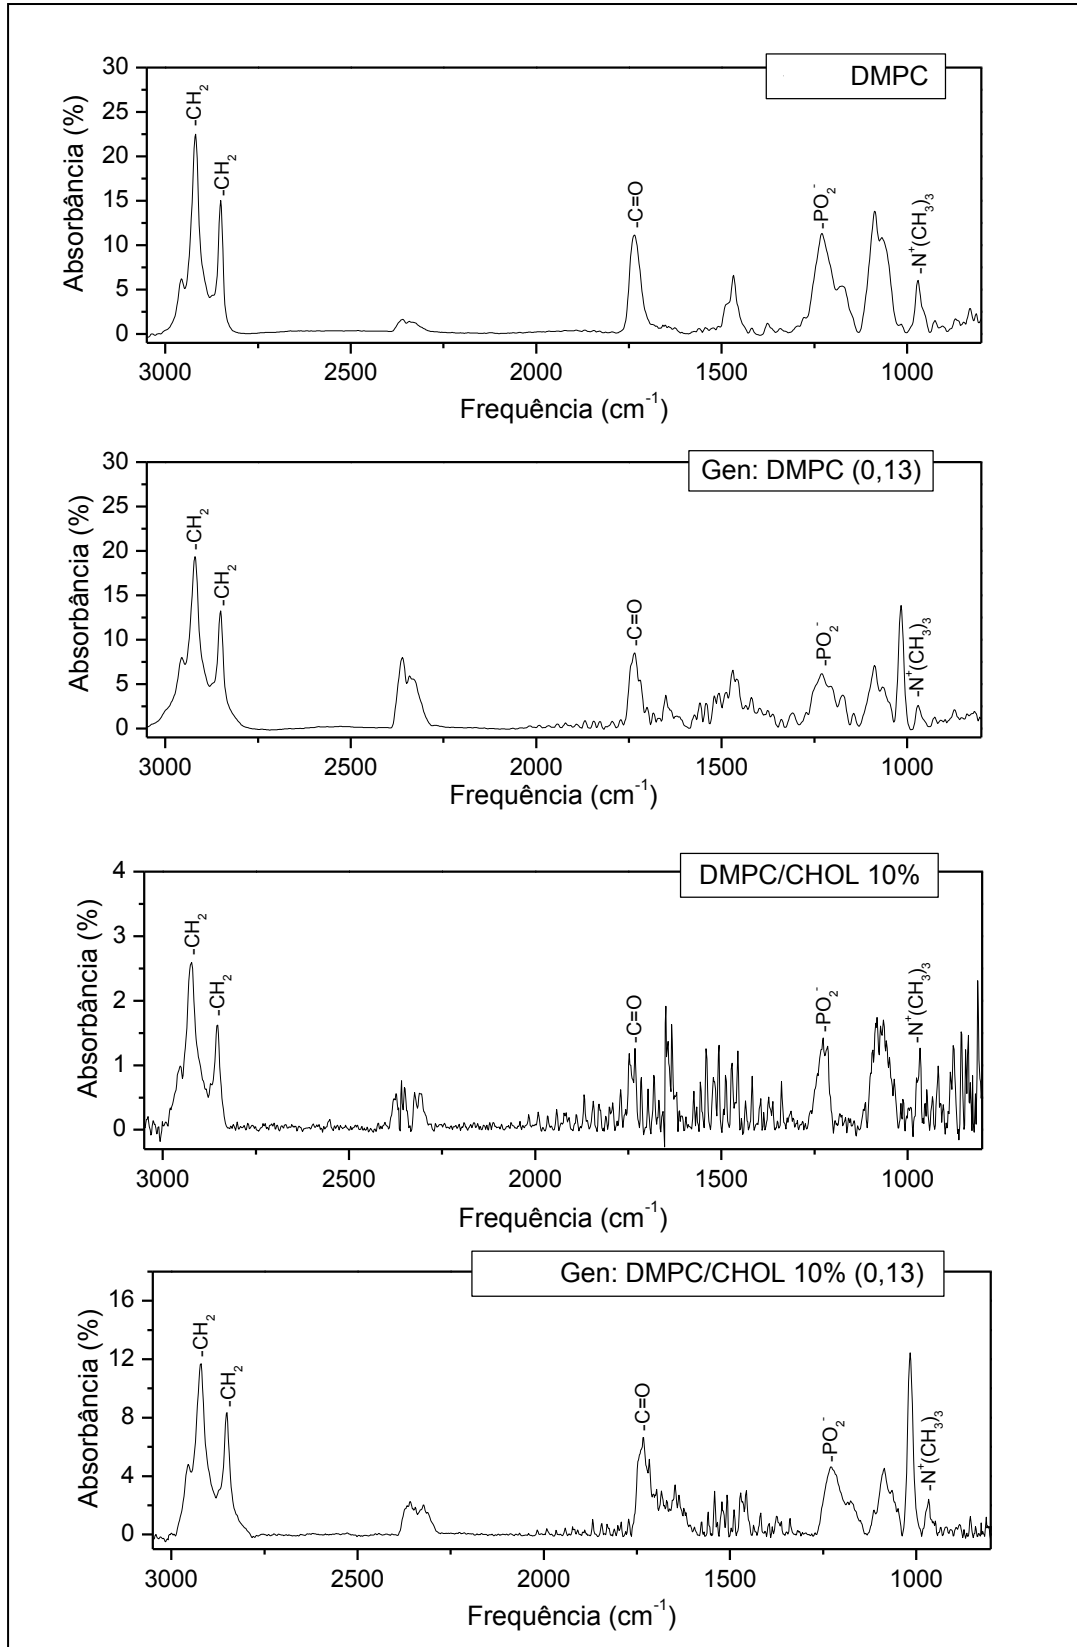 DMPC
30
25
20
15
10
5
0
Absorbância (%)
-CH₂
-CH₂
-C=O
-PO₂⁻
-N⁺(CH₃)₃
3000 2500 2000 1500 1000
Frequência (cm⁻¹)
Gen: DMPC (0,13)
30
25
20
15
10
5
0
Absorbância (%)
-CH₂
-CH₂
-C=O
-PO₂⁻
-N⁺(CH₃)₃
3000 2500 2000 1500 1000
Frequência (cm⁻¹)
DMPC/CHOL 10%
4
3
2
1
0
Absorbância (%)
-CH₂
-CH₂
-C=O
-PO₂⁻
-N⁺(CH₃)₃
3000 2500 2000 1500 1000
Frequência (cm⁻¹)
Gen: DMPC/CHOL 10% (0,13)
16
12
8
4
0
Absorbância (%)
-CH₂
-CH₂
-C=O
-PO₂⁻
-N⁺(CH₃)₃
3000 2500 2000 1500 1000
Frequência (cm⁻¹)